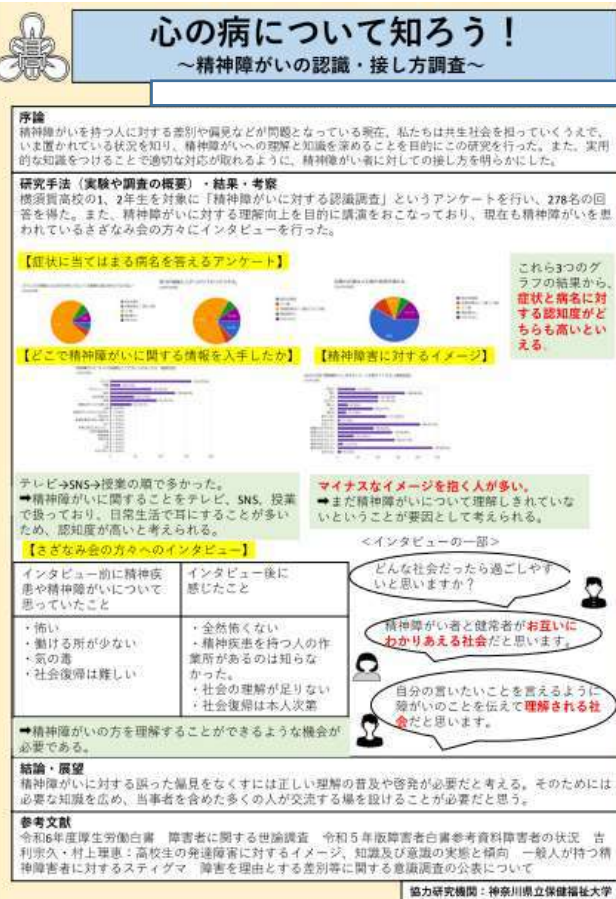 心の病について知ろう！
～精神障がいの認識・接し方調査～
序論
精神障がいを持つ人に対する差別や偏見などが問題となっている現在、私たちは共生社会を担っていくうえで、
いま置かれている状況を知り、精神障がいへの理解と知識を深めることを目的にこの研究を行った。また、実用
的な知識をつけることで適切な対応が取れるように、精神障がい者に対しての接し方を明らかにした。
研究手法（実験や調査の概要）・結果・考察
横須賀高校の1、2年生を対象に「精神障がいに対する認識調査」というアンケートを行い、278名の回
答を得た。また、精神障がいに対する理解向上を目的に講演をおこなっており、現在も精神障がいを患
われているさざなみ会の方々にインタビューを行った。
【症状に当てはまる病名を答えるアンケート】
これら3つのグ
ラフの結果から、
症状と病名に対
する認知度がど
ちらも高いとい
える。
【どこで精神障がいに関する情報を入手したか】
【精神障害に対するイメージ】
テレビ→SNS→授業の順で多かった。
➡精神障がいに関することをテレビ、SNS、授業
で扱っており、日常生活で耳にすることが多い
ため、認知度が高いと考えられる。
マイナスなイメージを抱く人が多い。
➡まだ精神障がいについて理解しきれていな
いということが要因として考えられる。
【さざなみ会の方々へのインタビュー】
インタビュー前に精神疾
患や精神障がいについて
思っていたこと
インタビュー後に
感じたこと
・怖い
・働ける所が少ない
・気の毒
・社会復帰は難しい
・全然怖くない
・精神疾患を持つ人の作
業所があるのは知らな
かった。
・社会の理解が足りない
・社会復帰は本人次第
➡精神障がいの方を理解することができるような機会が
必要である。
＜インタビューの一部＞
どんな社会だったら過ごしやす
いと思いますか？
精神障がい者と健常者がお互いに
わかりあえる社会だと思います。
自分の言いたいことを言えるように
障がいのことを伝えて理解される社
会だと思います。
結論・展望
精神障がいに対する誤った偏見をなくすには正しい理解の普及や啓発が必要だと考える。そのためには
必要な知識を広め、当事者を含めた多くの人が交流する場を設けることが必要だと思う。
参考文献
令和6年度厚生労働白書　障害者に関する世論調査　令和５年版障害者白書参考資料障害者の状況　吉
利宗久・村上理恵：高校生の発達障害に対するイメージ、知識及び意識の実態と傾向　一般人が持つ精
神障害者に対するスティグマ　障害を理由とする差別等に関する意識調査の公表について
協力研究機関：神奈川県立保健福祉大学